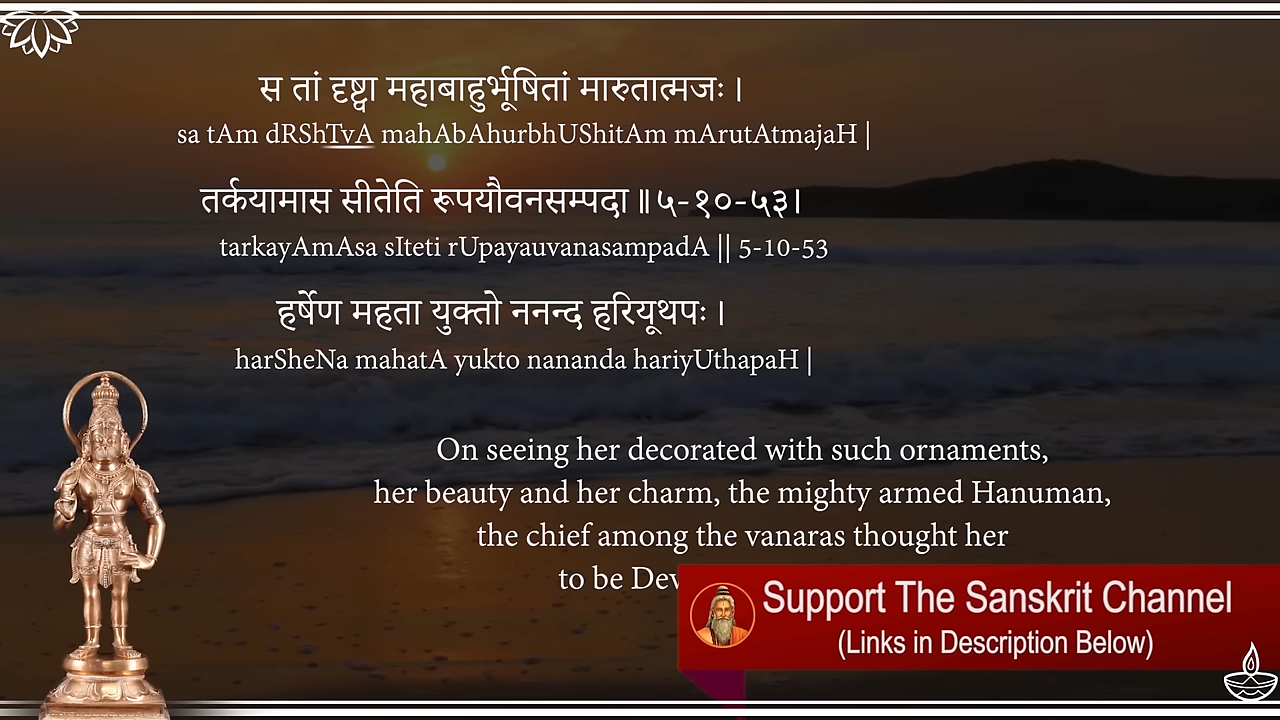 स तां दृष्ट्वा महाबाहुर्भूषितां मारुतात्मजः ।
sa tAm dRShTvA mahAbAhurbhUShitAm mArutAtmajaH |
तर्कयामास सीतेति रूपयौवनसम्पदा ॥ ५-१०-५३।
tarkayAmAsa sIteti rUpayauvanasampadA || 5-10-53
हर्षेण महता युक्तो ननन्द हरियूथपः ।
harSheNa mahatA yukto nananda hariyUthapaH |
On seeing her decorated with such ornaments,
her beauty and her charm, the mighty armed Hanuman,
the chief among the vanaras thought her
to be
Support The Sanskrit Channel
(Links in Description Below)